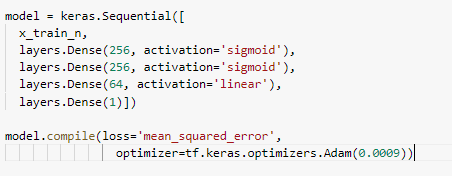 model = keras.Sequential([
  x_train_n,
  layers.Dense(256, activation='sigmoid'),
  layers.Dense(256, activation='sigmoid'),
  layers.Dense(64, activation='linear'),
  layers.Dense(1)])

model.compile(loss='mean_squared_error',
              optimizer=tf.keras.optimizers.Adam(0.0009))